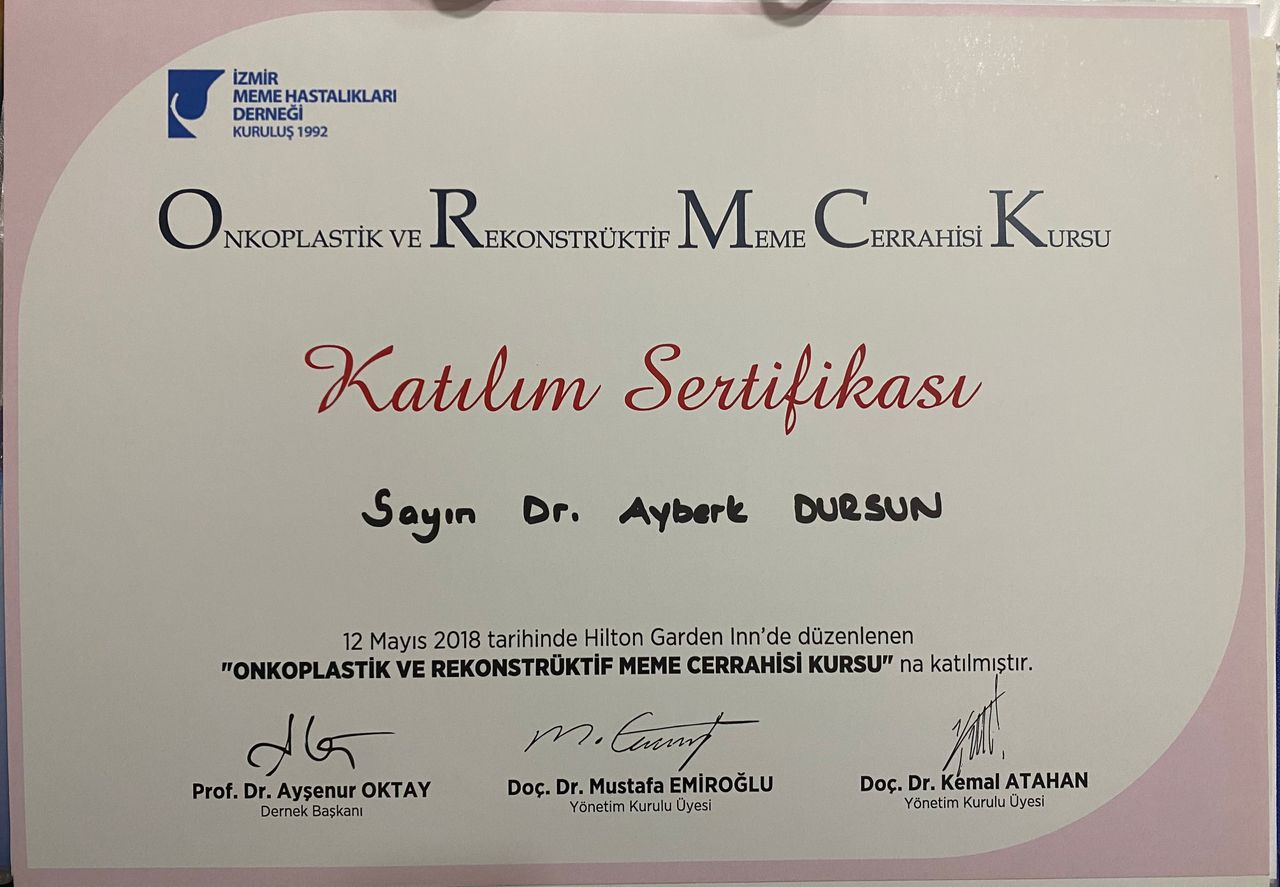 İZMİR
MEME HASTALIKLARI
DERNEĞİ
KURULUŞ 1992
ONKOPLASTİK VE REKONSTRÜKTİF MEME CERRAHİSİ KURSU
Katılım Sertifikası
Sayın Dr. Ayberk DURSUN
12 Mayıs 2018 tarihinde Hilton Garden Inn'de düzenlenen
"ONKOPLASTİK VE REKONSTRÜKTİF MEME CERRAHİSİ KURSU" na katılmıştır.
Prof. Dr. Ayşenur OKTAY Doç. Dr. Mustafa EMİROĞLU Doç. Dr. Kemal ATAHAN
Dernek Başkanı Yönetim Kurulu Üyesi Yönetim Kurulu Üyesi